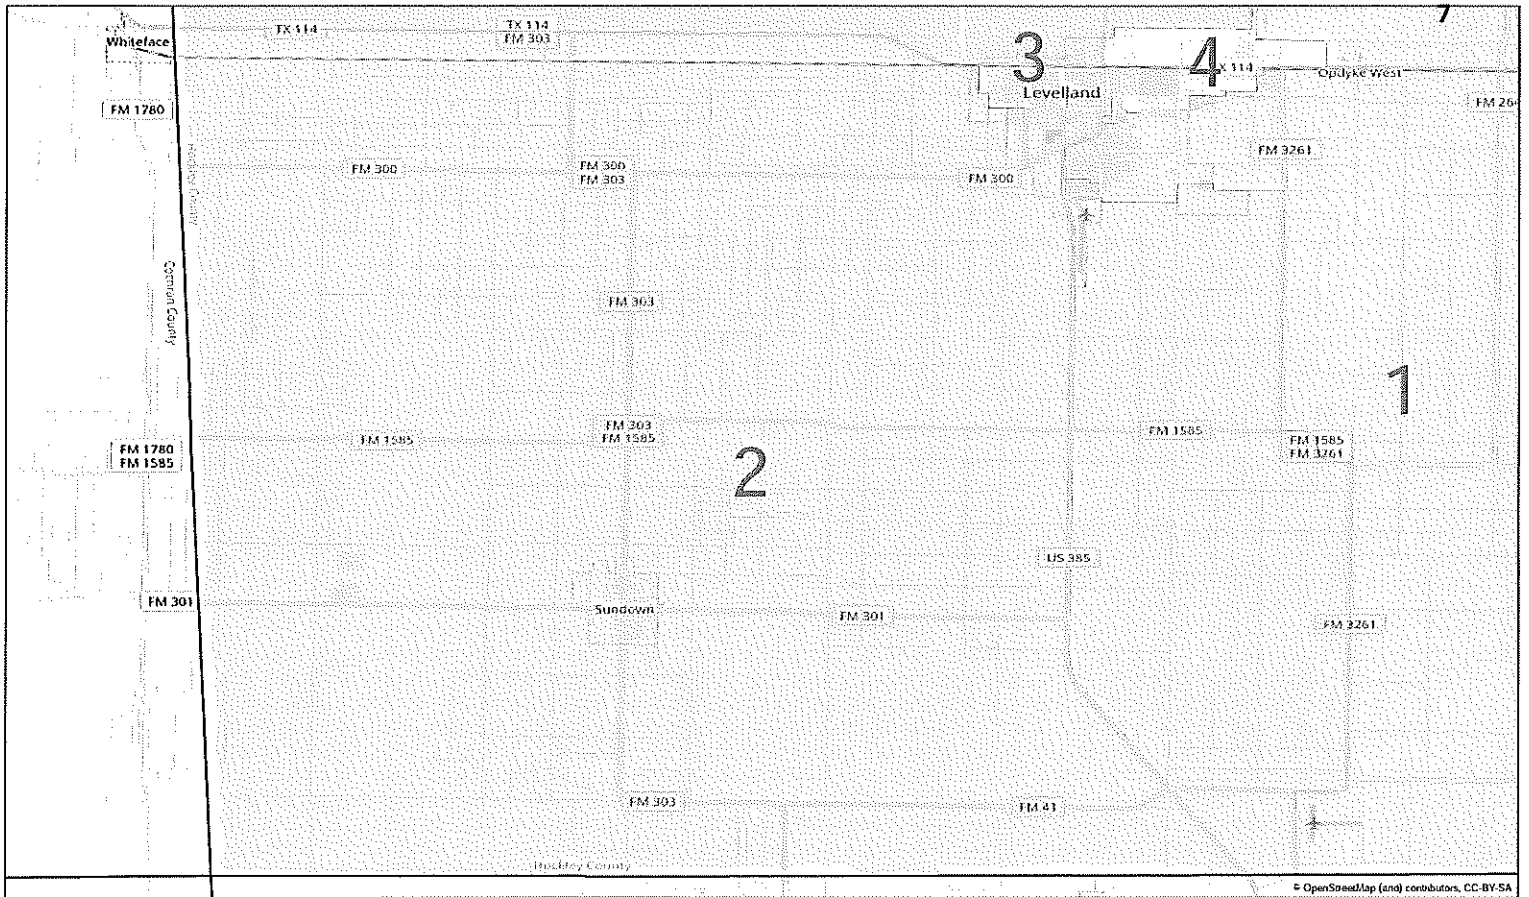 7
TX 114
TX 114
FM 303
Whiteface
3
4
X 114
Opdyke West
Levelland
FM 1780
FM 264
FM 3261
FM 300
FM 300
FM 303
FM 300
Hockley County
Cochran County
FM 303
1
FM 303
FM 1585
FM 1585
FM 1585
FM 1585
FM 3261
FM 1780
FM 1585
2
US 385
FM 301
Sundown
FM 301
FM 3261
FM 303
FM 41
Hockley County
© OpenStreetMap (and) contributors, CC-BY-SA